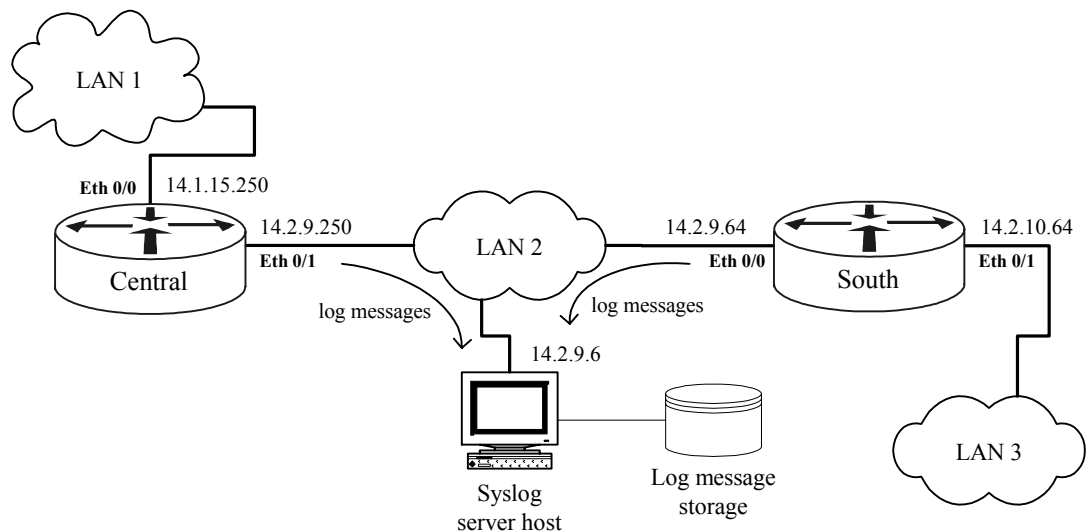 LAN 1
Eth 0/0
14.1.15.250
14.2.9.250
Eth 0/1
Central
LAN 2
14.2.9.64
Eth 0/0
South
14.2.10.64
Eth 0/1
log messages
log messages
14.2.9.6
Syslog
server host
Log message
storage
LAN 3